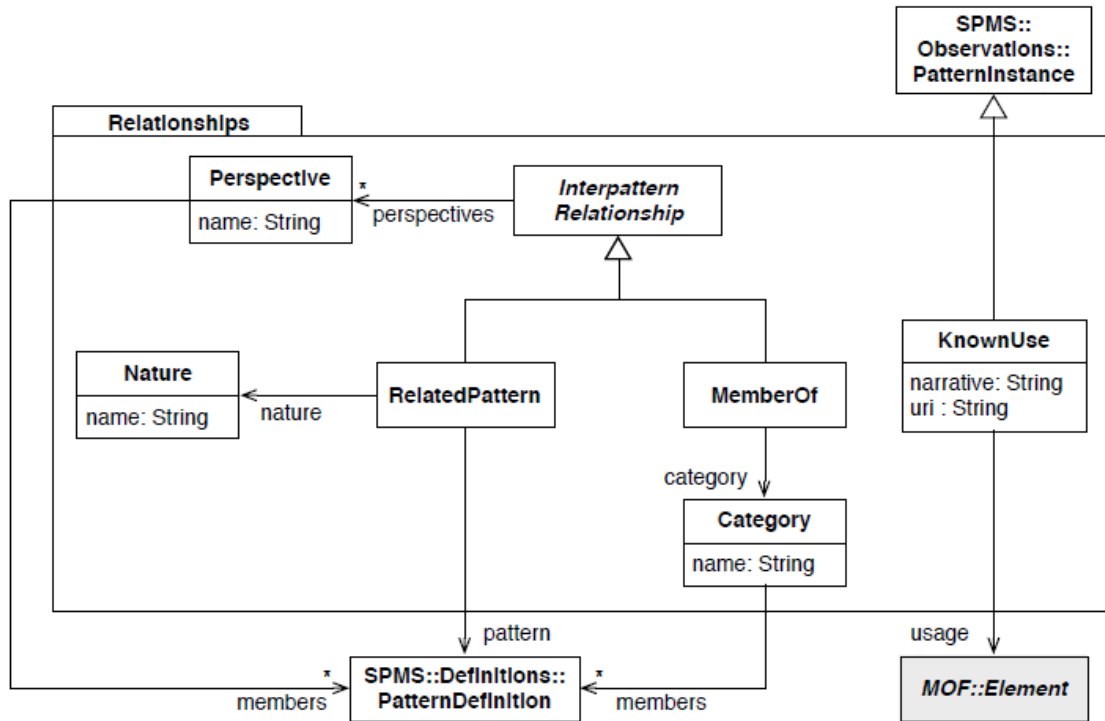 SPMS::
Observations::
PatternInstance
Relationships
Perspective
name: String
*
perspectives
Interpattern
Relationship
Nature
name: String
nature
RelatedPattern
MemberOf
KnownUse
narrative: String
uri : String
category
Category
name: String
pattern
usage
*
members
SPMS::Definitions::
PatternDefinition
*
members
MOF::Element